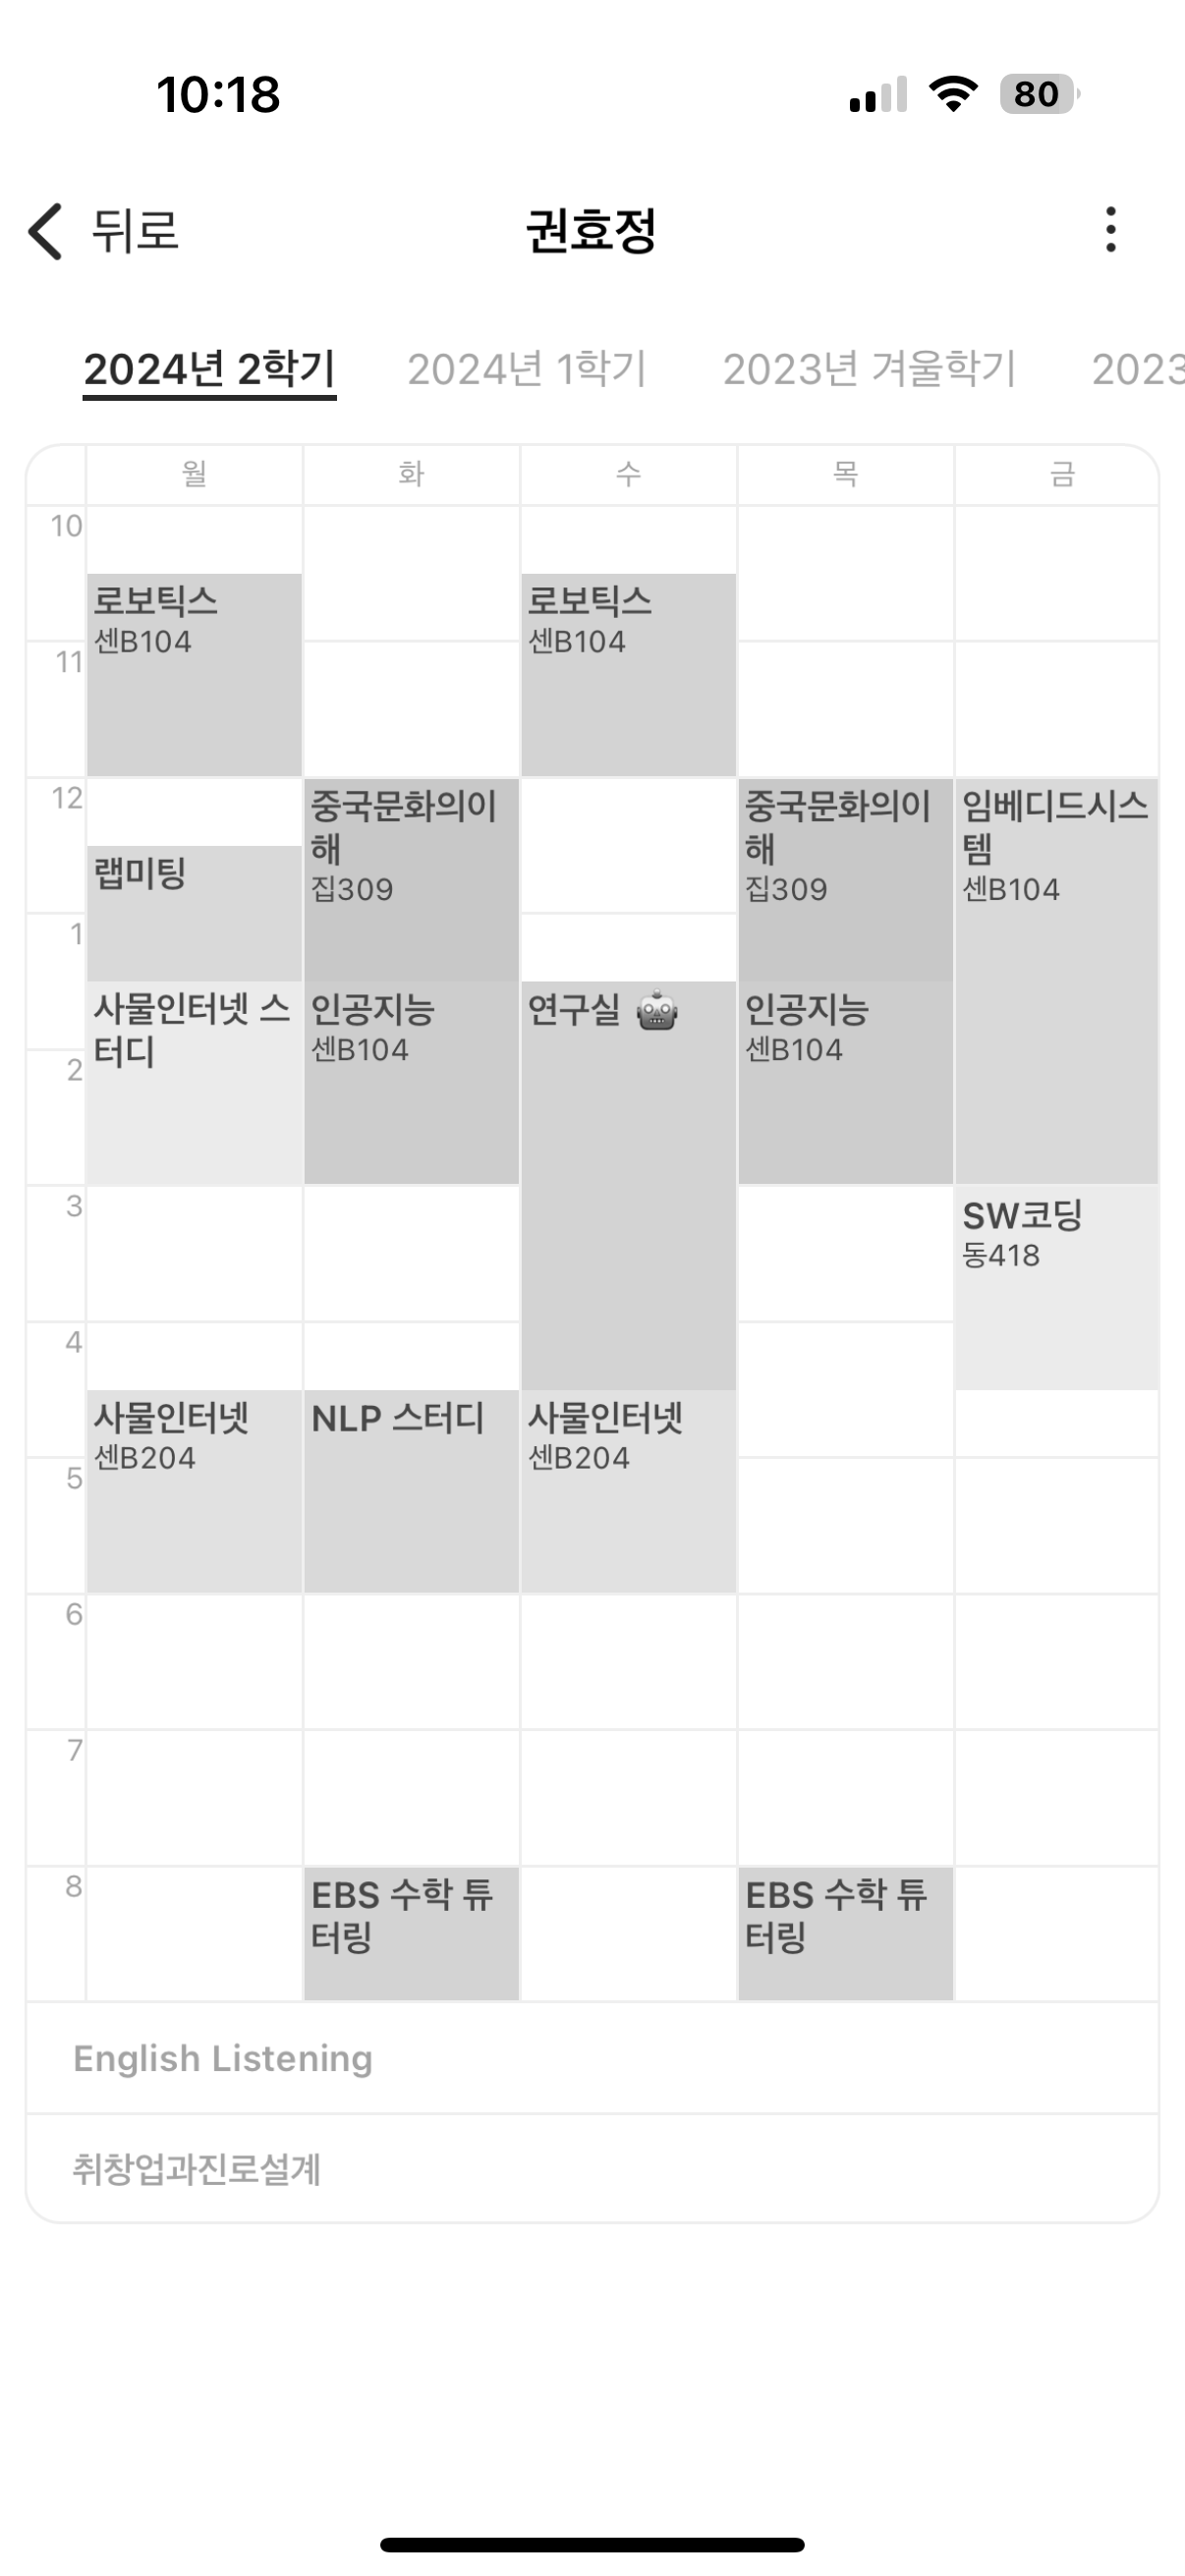 10:18
80
뒤로
권효정
2024년 2학기
2024년 1학기
2023년 겨울학기
2023
월
화
수
목
금
10
로보틱스
센B104
로보틱스
센B104
11
12
중국문화의이
해
집309
중국문화의이
해
집309
임베디드시스
템
센B104
랩미팅
1
사물인터넷 스
터디
인공지능
센B104
연구실 🤖
인공지능
센B104
2
3
SW코딩
동418
4
사물인터넷
센B204
NLP 스터디
사물인터넷
센B204
5
6
7
8
EBS 수학 튜
터링
EBS 수학 튜
터링
English Listening
취창업과진로설계